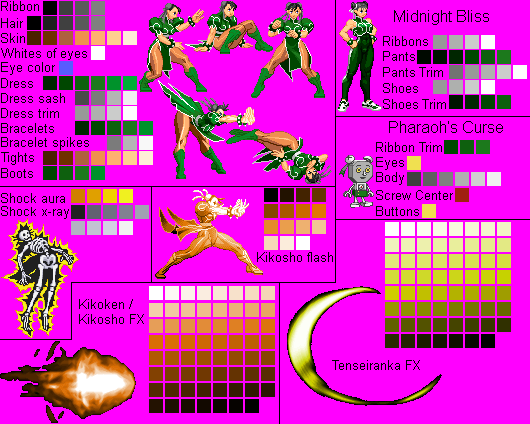 Ribbon
Hair
Skin
Whites of eyes
Eye color
Dress
Dress sash
Dress trim
Bracelets
Bracelet spikes
Tights
Boots
Midnight Bliss
Ribbons
Pants
Pants Trim
Shoes
Shoes Trim
Pharaoh's Curse
Ribbon Trim
Eyes
Body
Screw Center
Buttons
Shock aura
Shock x-ray
Kikosho flash
Kikoken /
Kikosho FX
Tenseiranka FX